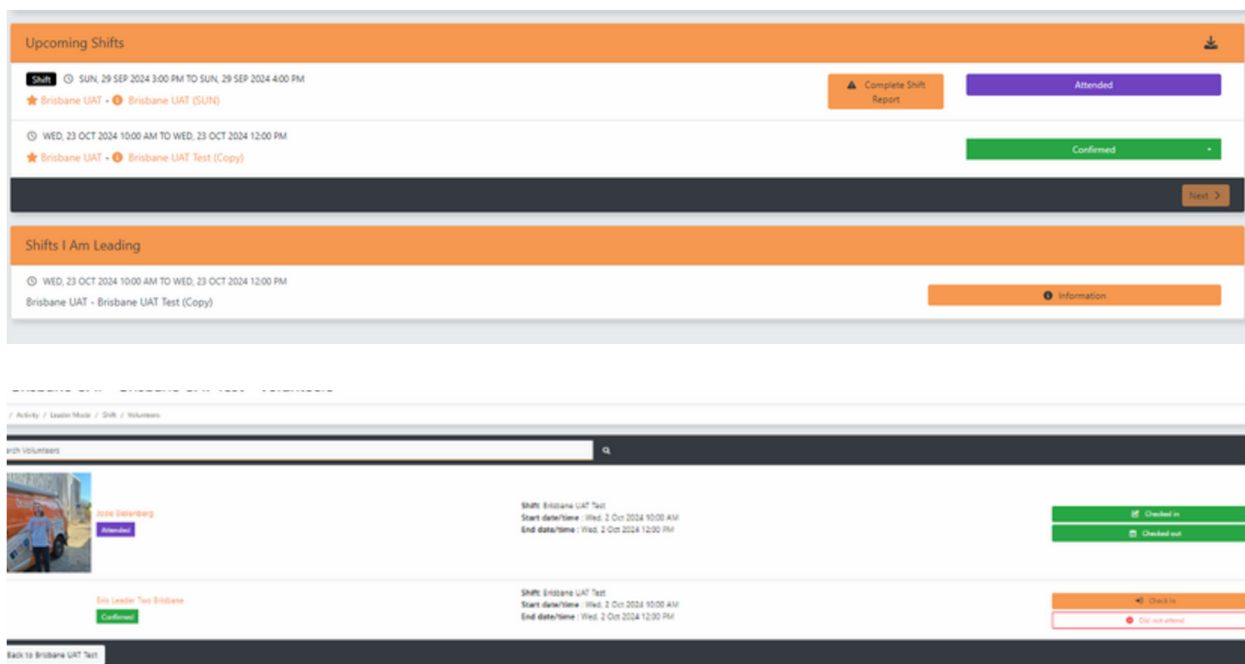 Upcoming Shifts
Shift SUN, 29 SEP 2024 3:00 PM TO SUN, 29 SEP 2024 4:00 PM
Brisbane UAT - Brisbane UAT (SUN)
Complete Shift
Report
Attended
WED, 23 OCT 2024 10:00 AM TO WED, 23 OCT 2024 12:00 PM
Brisbane UAT - Brisbane UAT Test (Copy)
Confirmed
Next >
Shifts I Am Leading
WED, 23 OCT 2024 10:00 AM TO WED, 23 OCT 2024 12:00 PM
Brisbane UAT - Brisbane UAT Test (Copy)
Information
/ Activity / Leader Mode / Shift / Volunteers
Volunteers
Attended
Shift: Brisbane UAT Test
Start date/time : Wed, 2 Oct 2024 10:00 AM
End date/time : Wed, 2 Oct 2024 12:00 PM
Checked in
Checked out
Eric Leader Two Brisbane
Confirmed
Shift: Brisbane UAT Test
Start date/time : Wed, 2 Oct 2024 10:00 AM
End date/time : Wed, 2 Oct 2024 12:00 PM
Check in
Did not attend
Back to Brisbane UAT Test